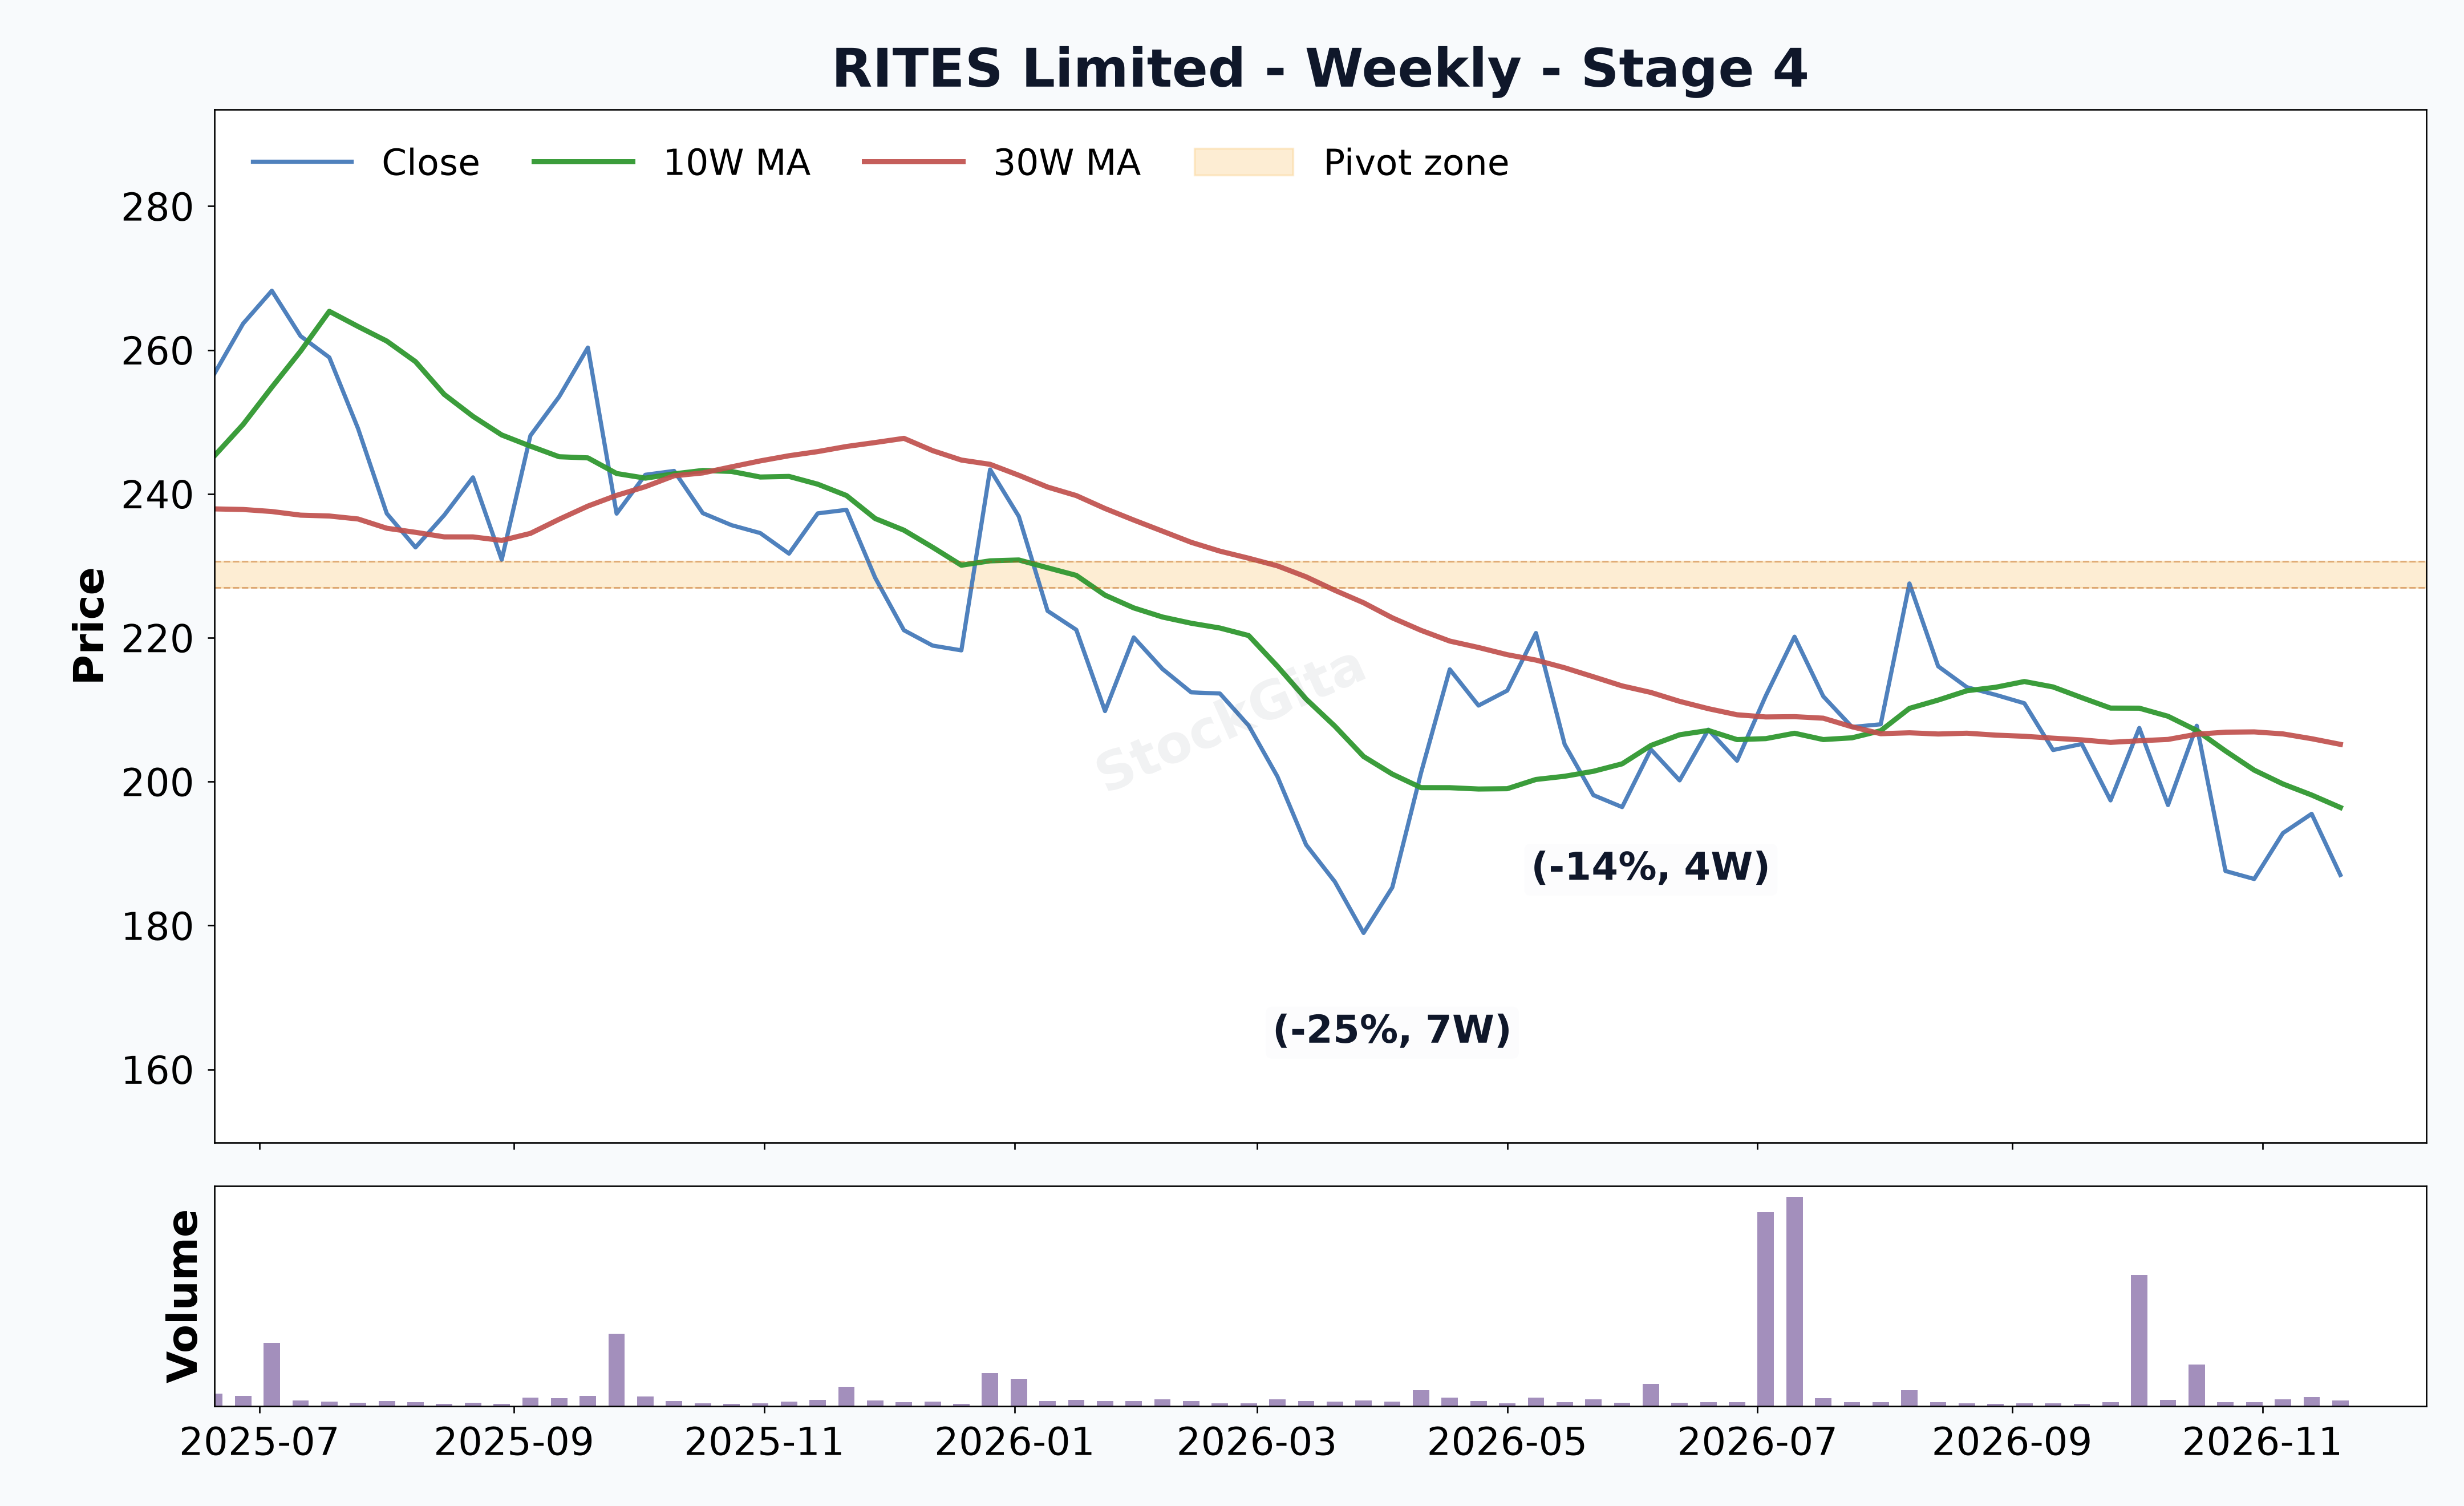 RITES Limited - Weekly - Stage 4
Close 10W MA 30W MA Pivot zone
280
260
240
220
200
180
160
Price
StockGita
(-14%, 4W)
(-25%, 7W)
Volume
2025-07 2025-09 2025-11 2026-01 2026-03 2026-05 2026-07 2026-09 2026-11